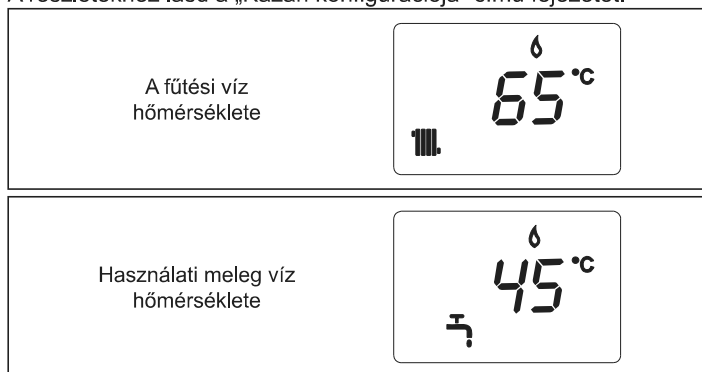 A fűtési víz
hőmérséklete
65 °C
Használati meleg víz
hőmérséklete
45 °C